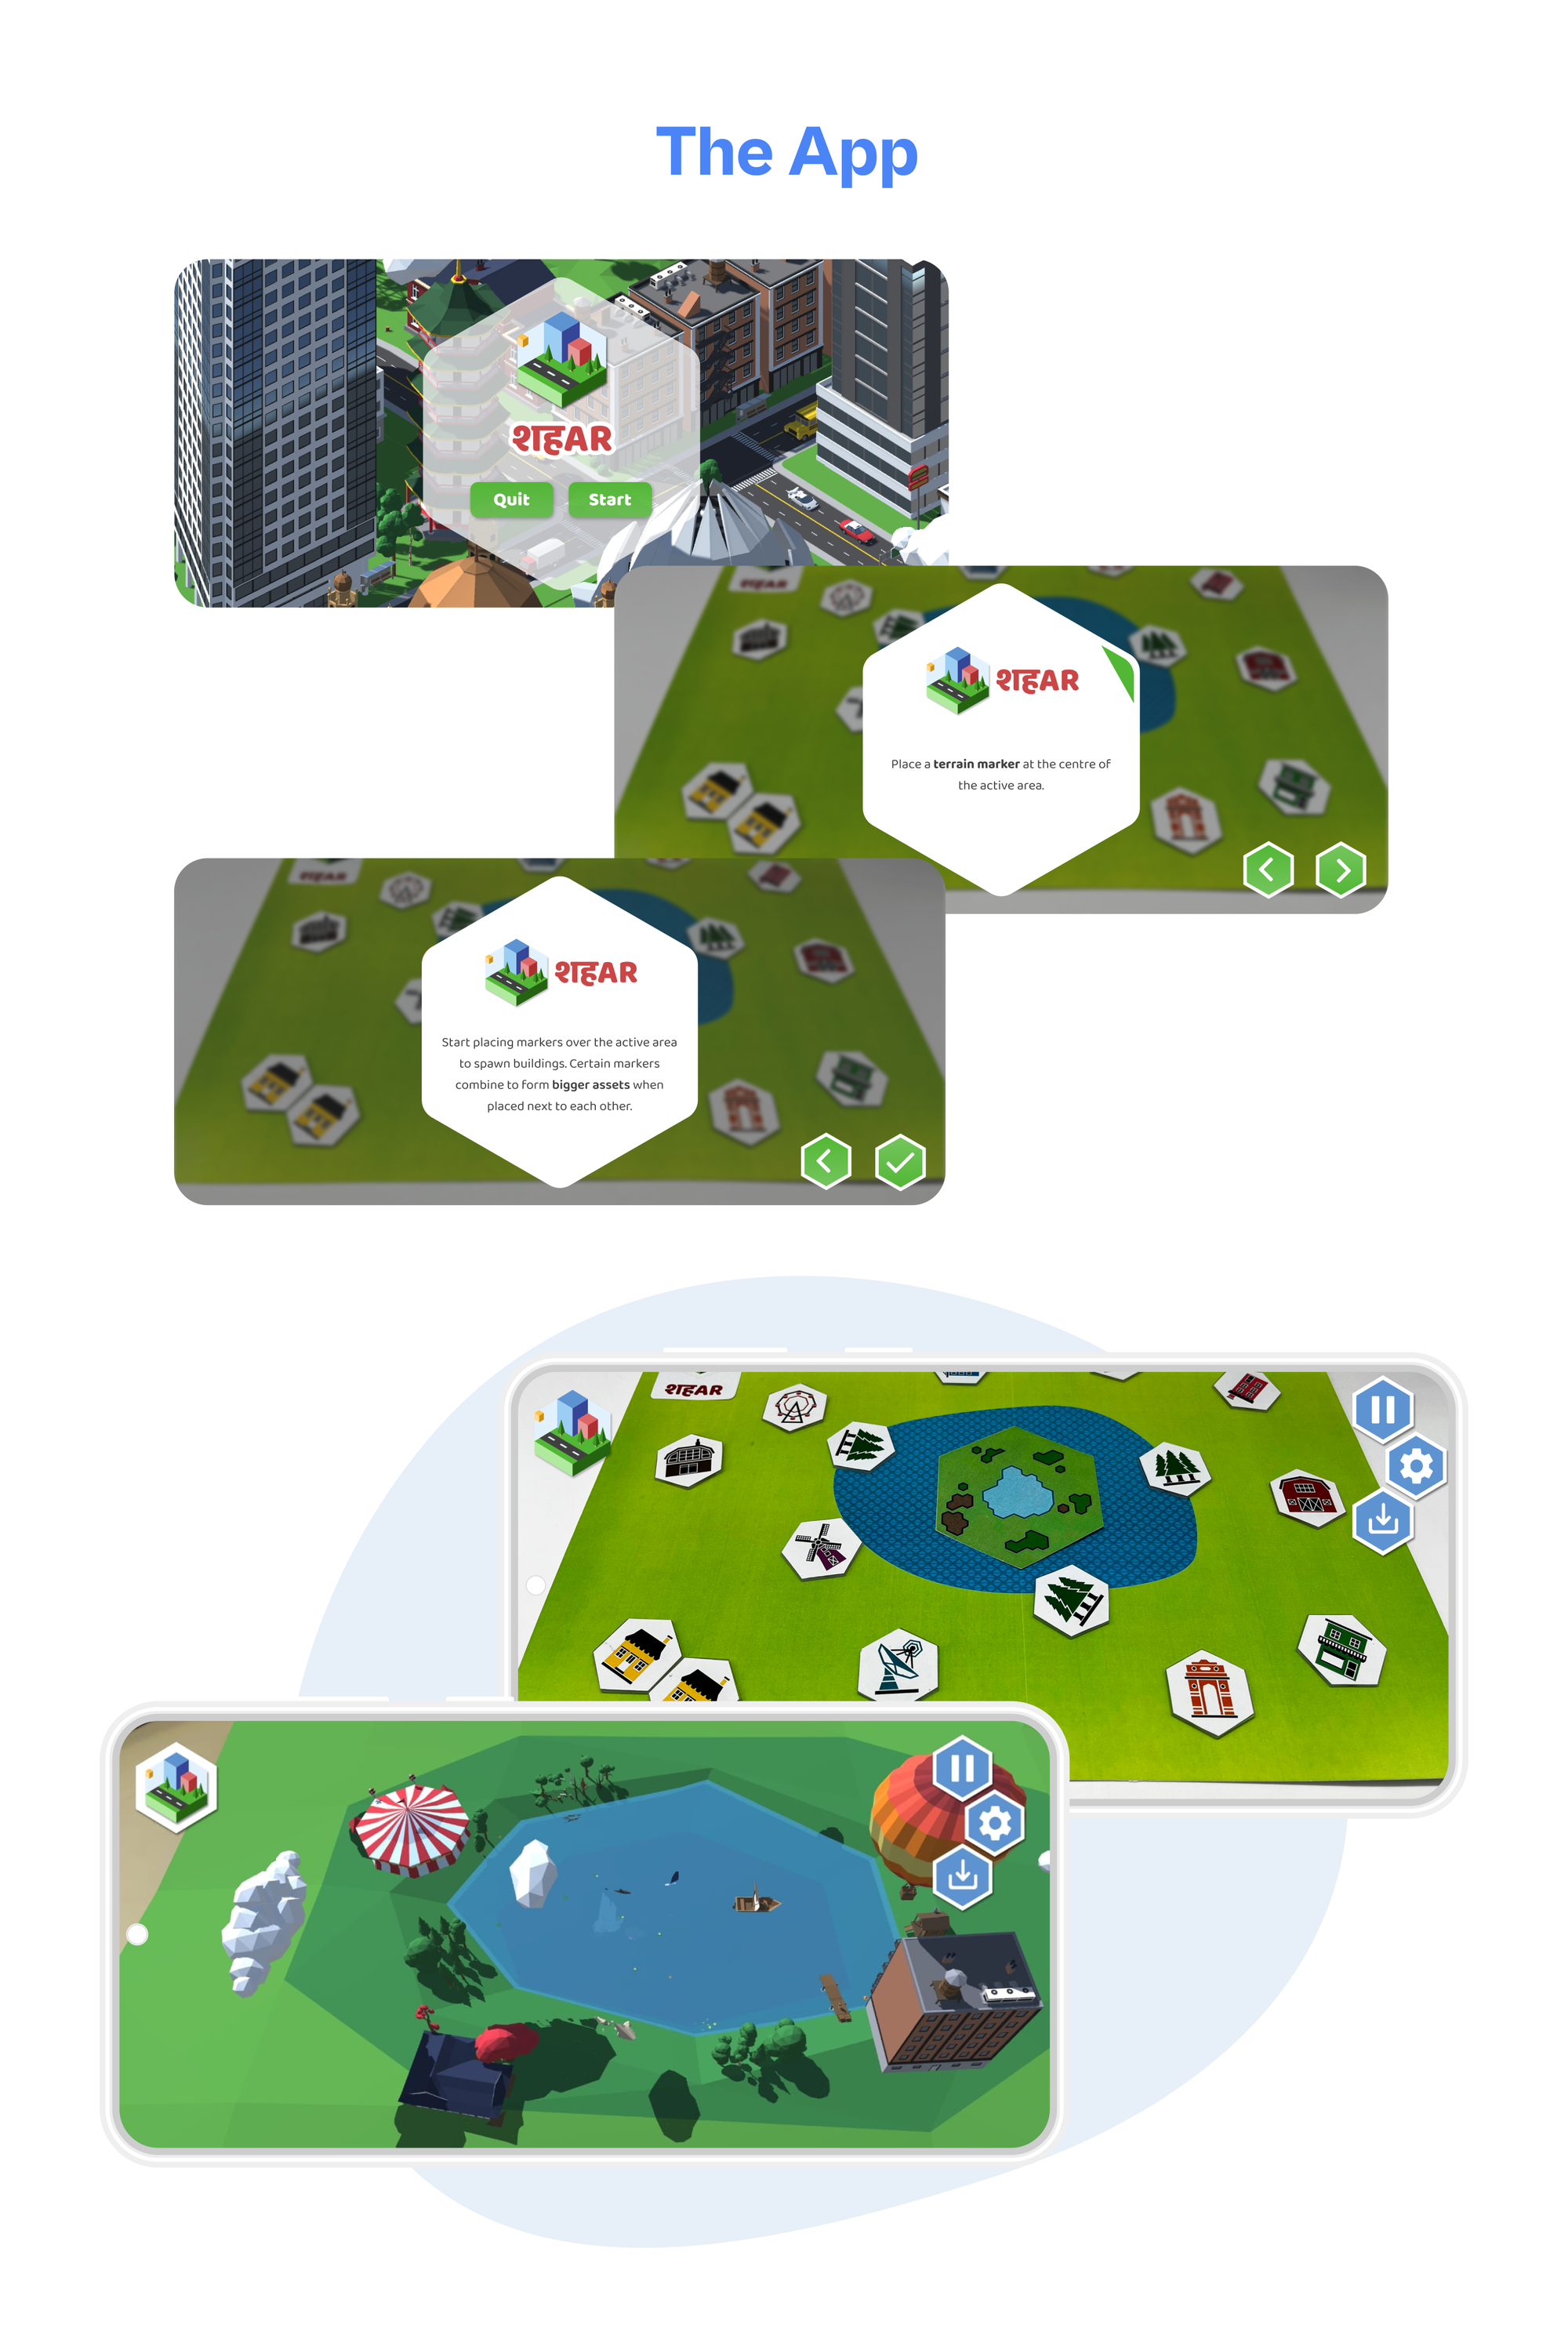 The App
शहAR
Quit
Start
शहAR
शहAR
Place a terrain marker at the centre of
the active area.
शहAR
शहAR
Start placing markers over the active area
to spawn buildings. Certain markers
combine to form bigger assets when
placed next to each other.
शहAR